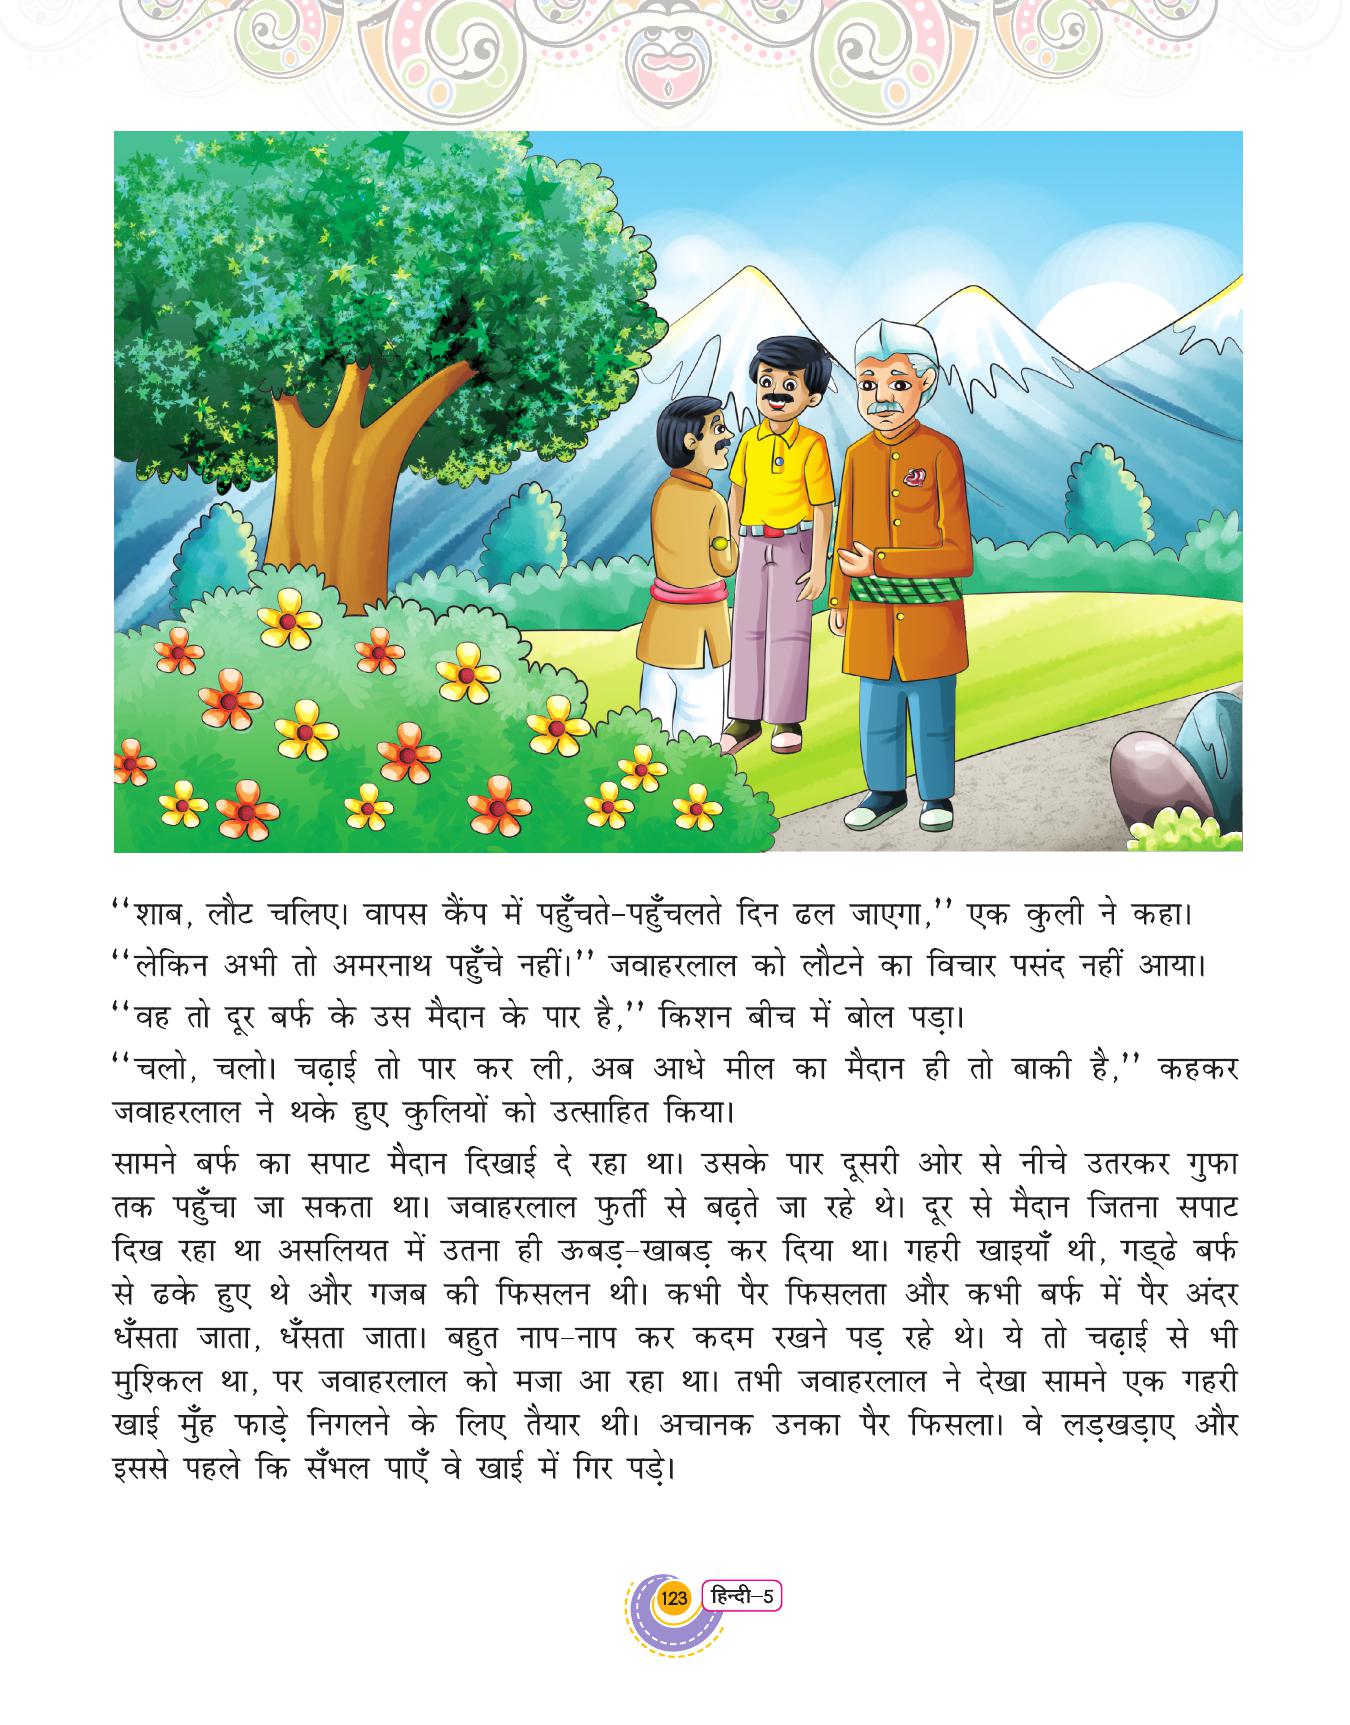 ‘‘शाब, लौट चलिए। वापस कैंप में पहुँचते-पहुँचलते दिन ढल जाएगा,’’ एक कुली ने कहा।
‘‘लेकिन अभी तो अमरनाथ पहुँचे नहीं।’’ जवाहरलाल को लौटने का विचार पसंद नहीं आया।
‘‘वह तो दूर बर्फ के उस मैदान के पार है,’’ किशन बीच में बोल पड़ा।
‘‘चलो, चलो। चढ़ाई तो पार कर ली, अब आधे मील का मैदान ही तो बाकी है,’’ कहकर
जवाहरलाल ने थके हुए कुलियों को उत्साहित किया।
सामने बर्फ का सपाट मैदान दिखाई दे रहा था। उसके पार दूसरी ओर से नीचे उतरकर गुफा
तक पहुँचा जा सकता था। जवाहरलाल फुर्ती से बढ़ते जा रहे थे। दूर से मैदान जितना सपाट
दिख रहा था असलियत में उतना ही ऊबड़-खाबड़ कर दिया था। गहरी खाइयाँ थी, गड्ढे बर्फ
से ढके हुए थे और गजब की फिसलन थी। कभी पैर फिसलता और कभी बर्फ में पैर अंदर
धँसता जाता, धँसता जाता। बहुत नाप-नाप कर कदम रखने पड़ रहे थे। ये तो चढ़ाई से भी
मुश्किल था, पर जवाहरलाल को मजा आ रहा था। तभी जवाहरलाल ने देखा सामने एक गहरी
खाई मुँह फाड़े निगलने के लिए तैयार थी। अचानक उनका पैर फिसला। वे लड़खड़ाए और
इससे पहले कि सँभल पाएँ वे खाई में गिर पड़े।
123 हिन्दी-5